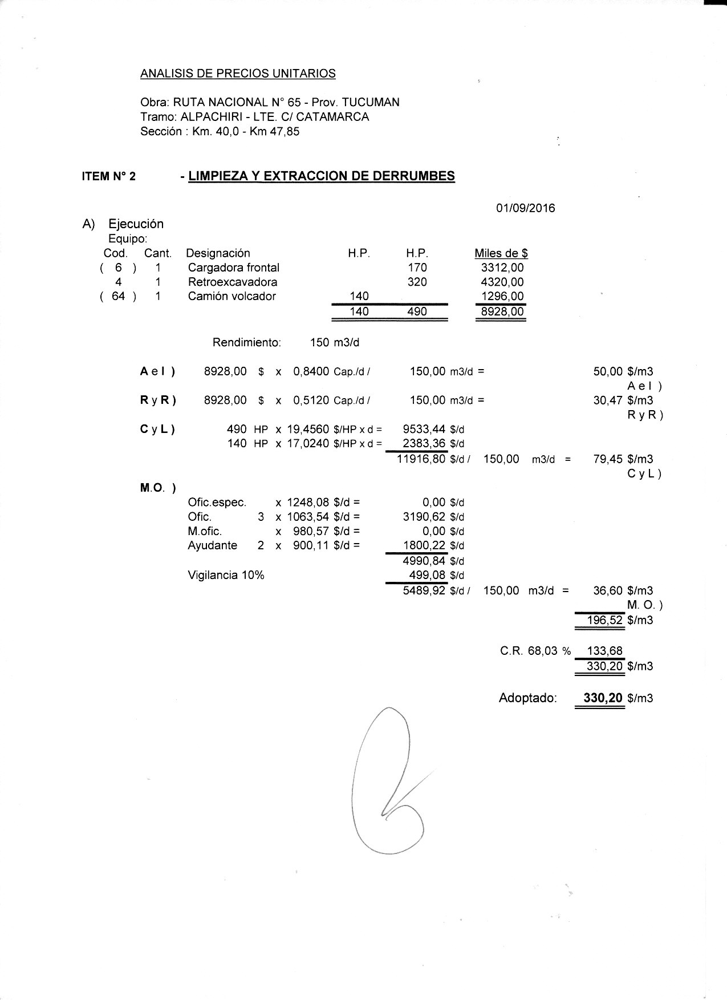 ANALISIS DE PRECIOS UNITARIOS
Obra: RUTA NACIONAL N° 65 - Prov. TUCUMAN
Tramo: ALPACHIRI - LTE. C/ CATAMARCA
Sección : Km. 40,0 - Km 47,85
ITEM N° 2 - LIMPIEZA Y EXTRACCION DE DERRUMBES
01/09/2016
A) Ejecución
Equipo:
Cod. Cant. Designación H.P. H.P. Miles de $
( 6 ) 1 Cargadora frontal 170 3312,00
4 1 Retroexcavadora 320 4320,00
( 64 ) 1 Camión volcador 140 1296,00
140 490 8928,00
Rendimiento: 150 m3/d
A e I ) 8928,00 $ x 0,8400 Cap./d / 150,00 m3/d = 50,00 $/m3
A e I )
R y R ) 8928,00 $ x 0,5120 Cap./d / 150,00 m3/d = 30,47 $/m3
R y R )
C y L ) 490 HP x 19,4560 $/HP x d = 9533,44 $/d
140 HP x 17,0240 $/HP x d = 2383,36 $/d
11916,80 $/d / 150,00 m3/d = 79,45 $/m3
C y L )
M.O. )
Ofic.espec. x 1248,08 $/d = 0,00 $/d
Ofic. 3 x 1063,54 $/d = 3190,62 $/d
M.ofic. x 980,57 $/d = 0,00 $/d
Ayudante 2 x 900,11 $/d = 1800,22 $/d
4990,84 $/d
Vigilancia 10% 499,08 $/d
5489,92 $/d / 150,00 m3/d = 36,60 $/m3
M. O. )
196,52 $/m3
C.R. 68,03 % 133,68
330,20 $/m3
Adoptado: 330,20 $/m3